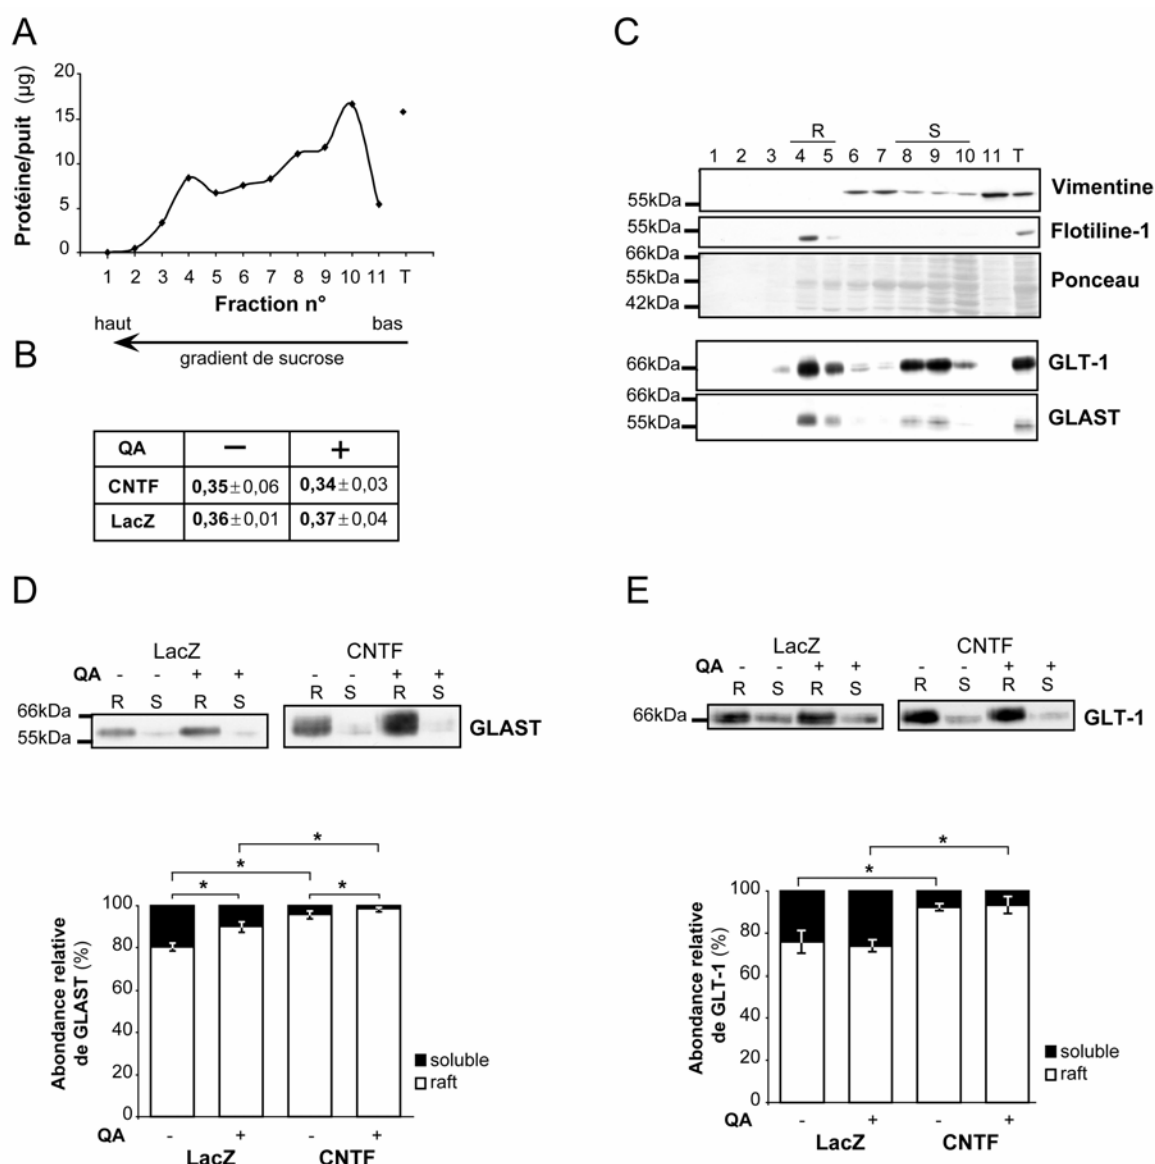 A
Protéine/puit (µg)
20
15
10
5
0
1 2 3 4 5 6 7 8 9 10 11 T
Fraction n°
haut bas
gradient de sucrose
B
QA − +
CNTF 0,35±0,06 0,34±0,03
LacZ 0,36±0,01 0,37±0,04
C
R S
1 2 3 4 5 6 7 8 9 10 11 T
55kDa Vimentine
55kDa Flotiline-1
66kDa
55kDa Ponceau
42kDa
66kDa GLT-1
66kDa
55kDa GLAST
D
LacZ CNTF
QA - - + + - - + +
R S R S R S R S
66kDa
55kDa
GLAST
* * * *
Abondance relative
de GLAST (%)
100
80
60
40
20
0
soluble
raft
QA - + - +
LacZ CNTF
E
LacZ CNTF
QA - - + + - - + +
R S R S R S R S
66kDa GLT-1
* *
Abondance relative
de GLT-1 (%)
100
80
60
40
20
0
soluble
raft
QA - + - +
LacZ CNTF